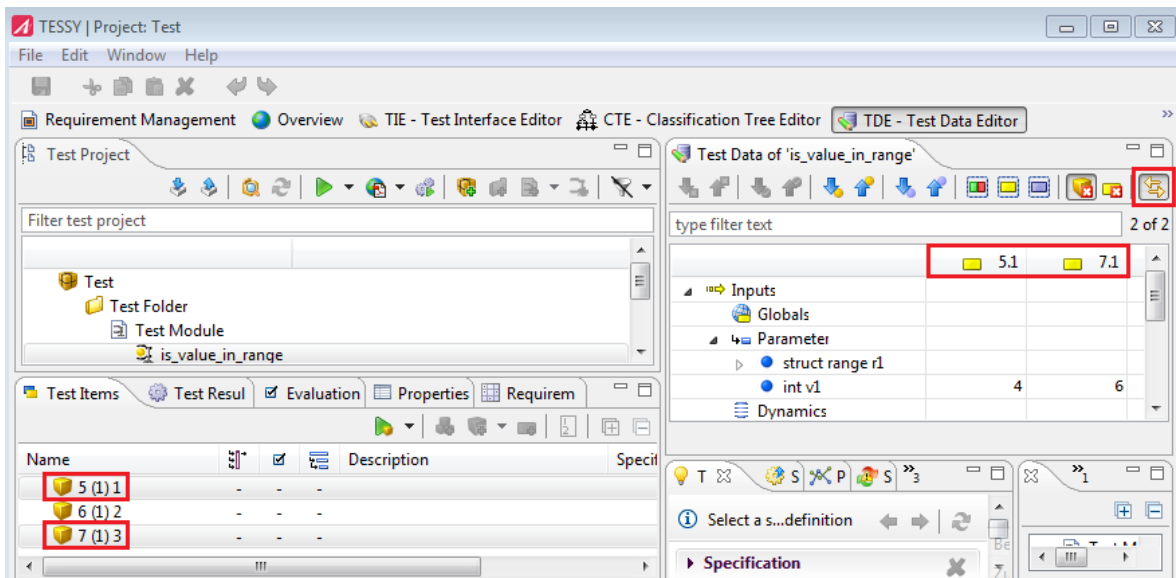 TESSY | Project: Test
File Edit Window Help
Requirement Management Overview TIE - Test Interface Editor CTE - Classification Tree Editor TDE - Test Data Editor »
Test Project
Filter test project
Test
Test Folder
Test Module
is_value_in_range
Test Items Test Resul Evaluation Properties Requirem
Name Description Specif
5 (1) 1 - - -
6 (1) 2 - - -
7 (1) 3 - - -
Test Data of 'is_value_in_range'
type filter text 2 of 2
5.1 7.1
Inputs
Globals
Parameter
struct range r1
int v1 4 6
Dynamics
T S P S »3 »1
Select a s...definition
Specification